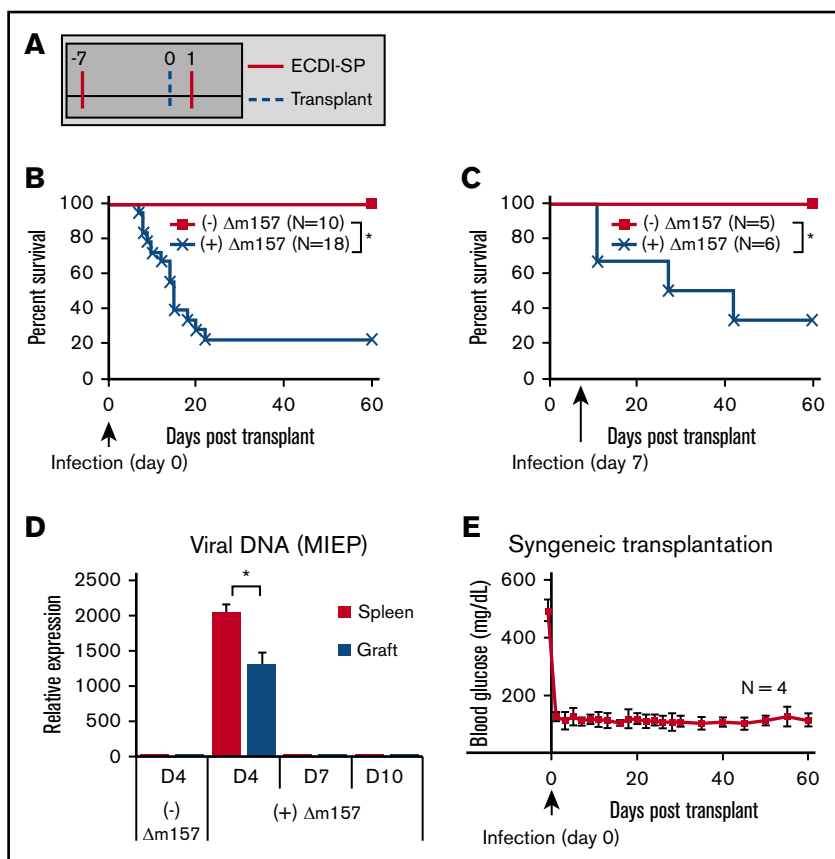 A
-7 0 1
ECDI-SP
Transplant
B
100
80
60
40
20
0
Percent survival
(-) Δm157 (N=10)
(+) Δm157 (N=18)
*
0 20 40 60
Days post transplant
Infection (day 0)
C
100
80
60
40
20
0
Percent survival
(-) Δm157 (N=5)
(+) Δm157 (N=6)
*
0 20 40 60
Days post transplant
Infection (day 7)
D
Viral DNA (MIEP)
2500
2000
1500
1000
500
0
Relative expression
*
Spleen
Graft
D4 D4 D7 D10
(-)
Δm157
(+) Δm157
E
Syngeneic transplantation
600
400
200
Blood glucose (mg/dL)
N = 4
0 20 40 60
Days post transplant
Infection (day 0)